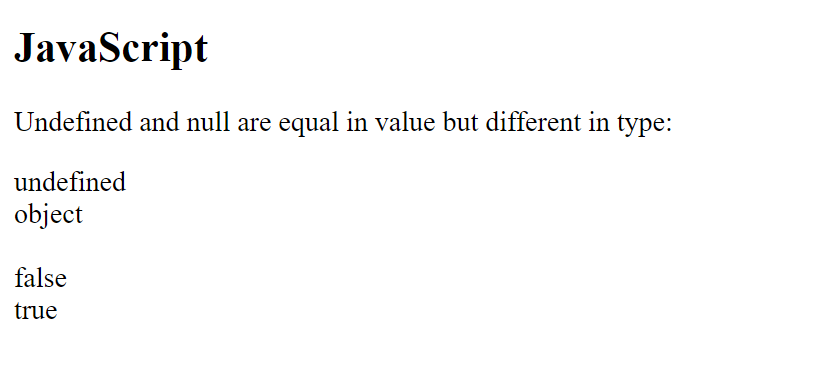 JavaScript
Undefined and null are equal in value but different in type:
undefined
object
false
true